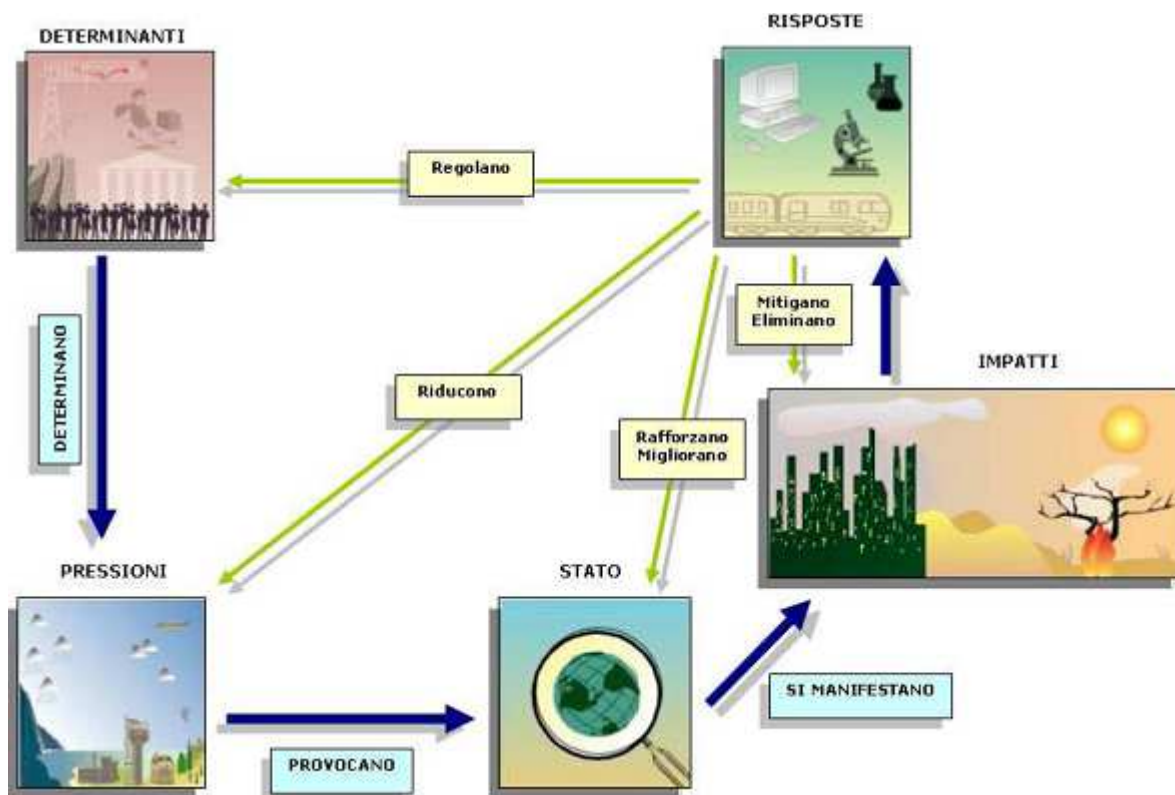 DETERMINANTI
RISPOSTE
Regolano
Mitigano
Eliminano
DETERMINANO
IMPATTI
Riducono
Rafforzano
Migliorano
PRESSIONI
STATO
SI MANIFESTANO
PROVOCANO